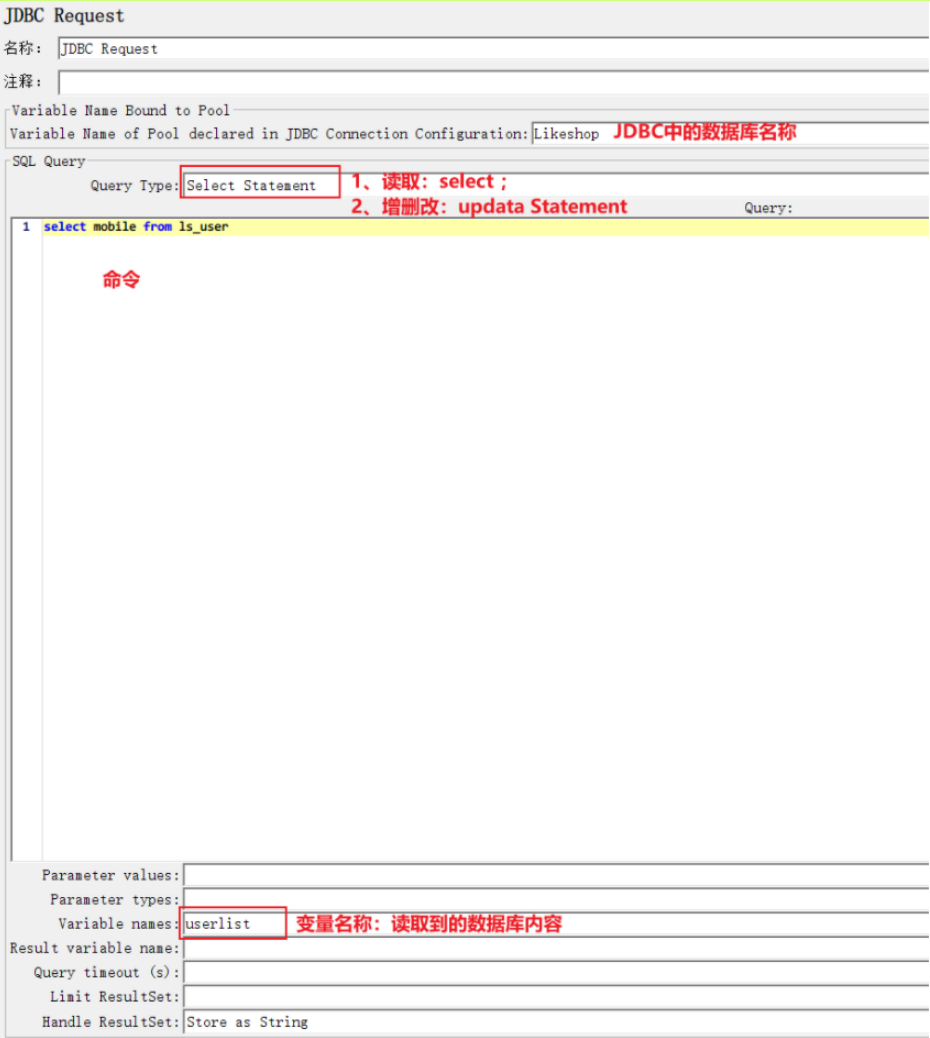 JDBC Request
名称: JDBC Request
注释:
Variable Name Bound to Pool
Variable Name of Pool declared in JDBC Connection Configuration: Likeshop JDBC中的数据库名称
SQL Query
Query Type: Select Statement 1、读取：select；
2、增删改：updata Statement Query:
1 select mobile from ls_user
命令
Parameter values:
Parameter types:
Variable names: userlist 变量名称：读取到的数据库内容
Result variable name:
Query timeout (s):
Limit ResultSet:
Handle ResultSet: Store as String